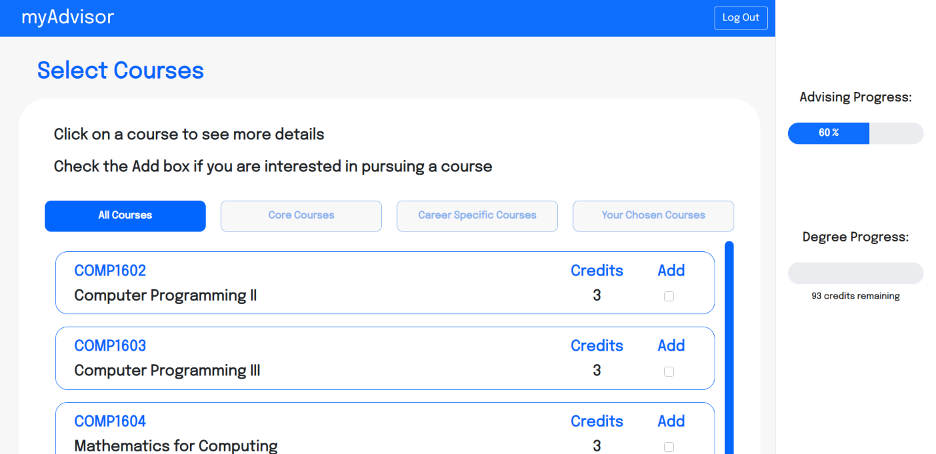 myAdvisor
Log Out
Select Courses
Click on a course to see more details
Check the Add box if you are interested in pursuing a course
All Courses
Core Courses
Career Specific Courses
Your Chosen Courses
COMP1602 Credits Add
Computer Programming II 3
COMP1603 Credits Add
Computer Programming III 3
COMP1604 Credits Add
Mathematics for Computing 3
Advising Progress:
60 %
Degree Progress:
93 credits remaining